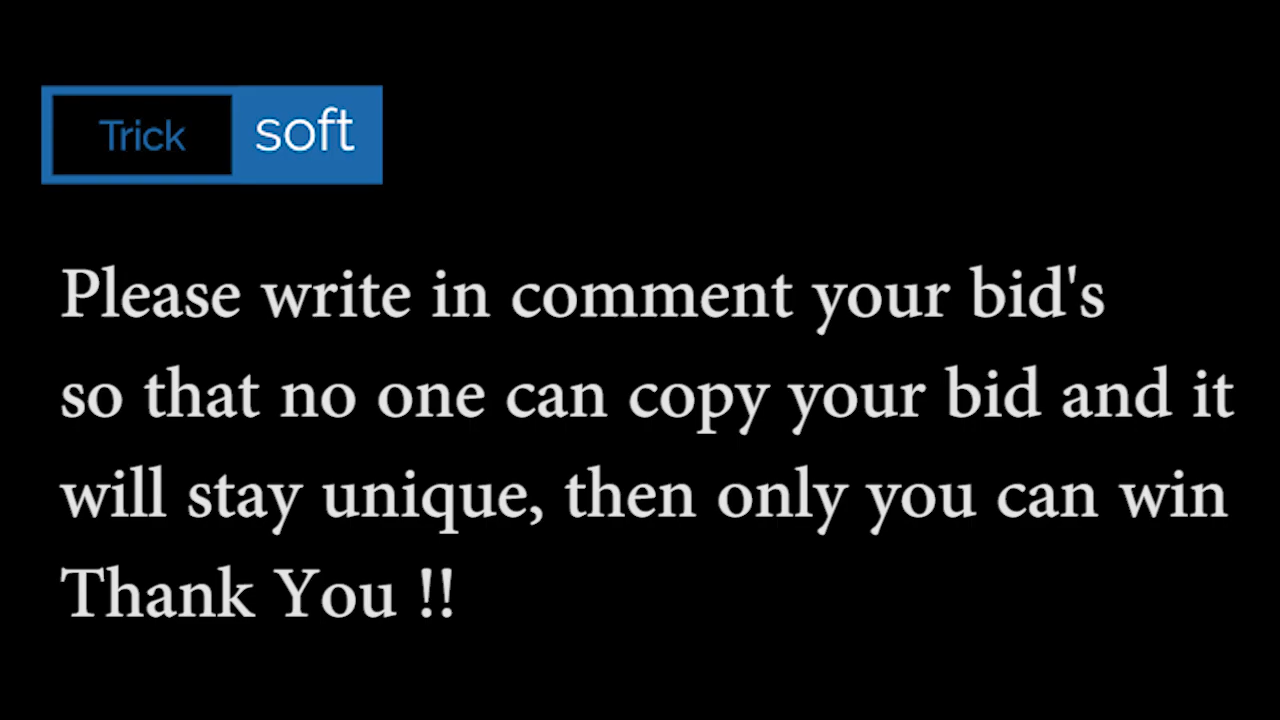 Trick soft
Please write in comment your bid's
so that no one can copy your bid and it
will stay unique, then only you can win
Thank You !!